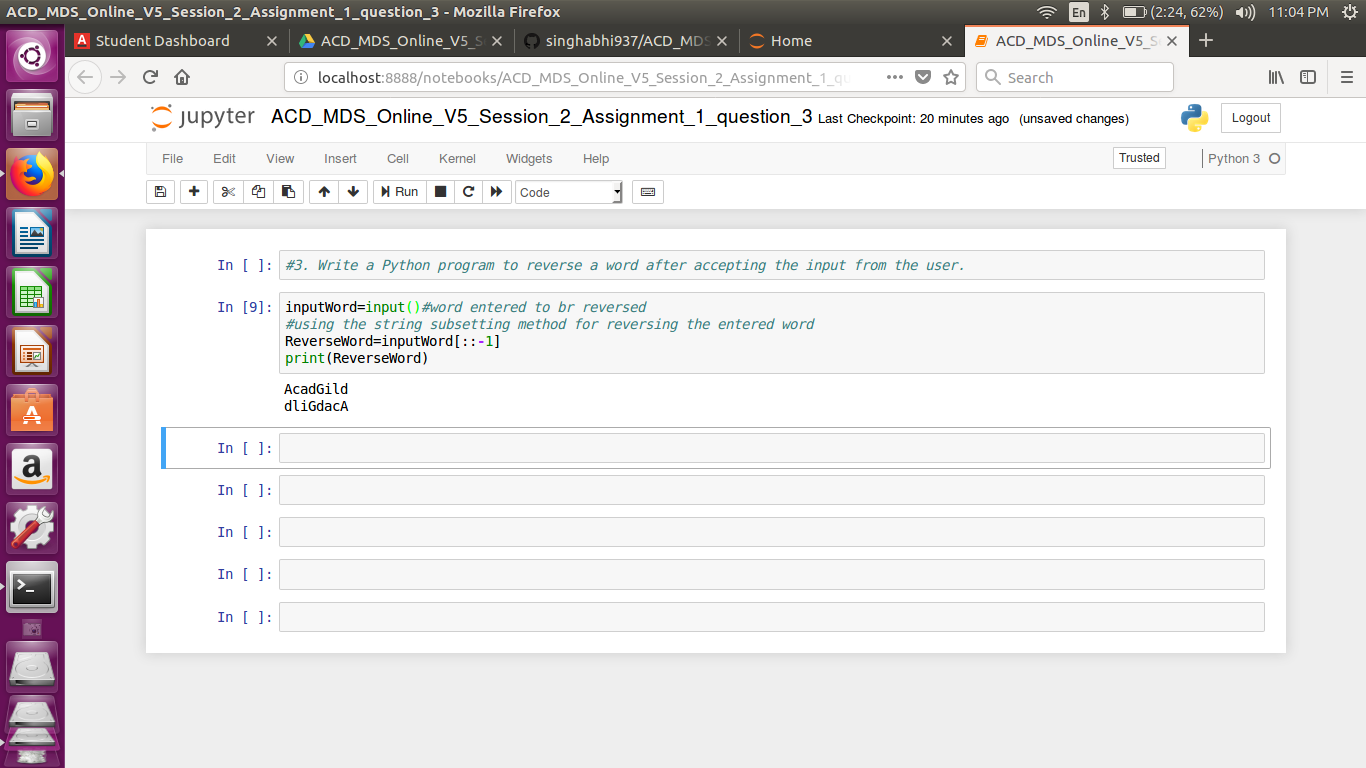 ACD_MDS_Online_V5_Session_2_Assignment_1_question_3 - Mozilla Firefox
En
(2:24, 62%)
11:04 PM
A Student Dashboard
ACD_MDS_Online_V5_S
singhabhi937/ACD_MDS
Home
ACD_MDS_Online_V5_S
localhost:8888/notebooks/ACD_MDS_Online_V5_Session_2_Assignment_1_qu
Search
jupyter ACD_MDS_Online_V5_Session_2_Assignment_1_question_3 Last Checkpoint: 20 minutes ago (unsaved changes)
Logout
File Edit View Insert Cell Kernel Widgets Help
Trusted
Python 3
Run
Code
In [ ]: #3. Write a Python program to reverse a word after accepting the input from the user.
In [9]: inputWord=input()#word entered to br reversed
#using the string subsetting method for reversing the entered word
ReverseWord=inputWord[::-1]
print(ReverseWord)
AcadGild
dliGdacA
In [ ]:
In [ ]:
In [ ]:
In [ ]:
In [ ]:
a